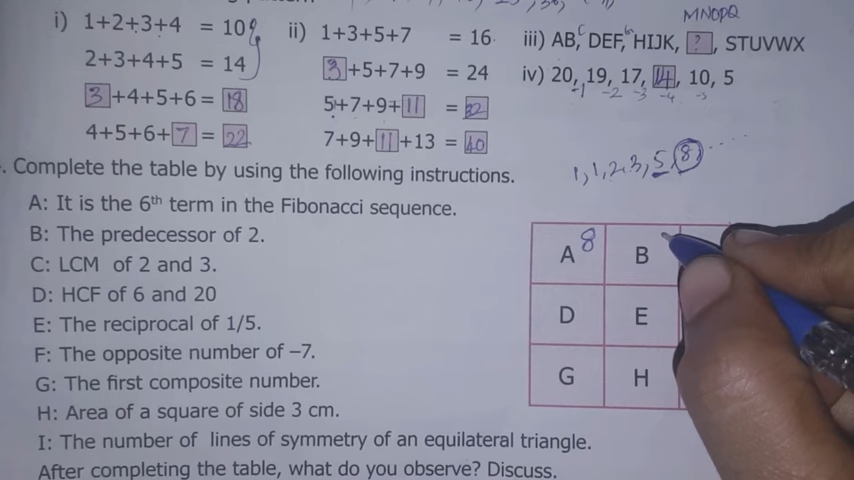 MNOPQ
i) 1+2+3+4 = 10 ii) 1+3+5+7 = 16 iii) AB, DEF, HIJK, ?, STUVWX
2+3+4+5 = 14 3+5+7+9 = 24 iv) 20, 19, 17, 14, 10, 5
-1 -2 -3 -4
3+4+5+6= 18 5+7+9+11 = 32
4+5+6+7 = 22 7+9+11+13 = 40
1,1,2,3,5,8
. Complete the table by using the following instructions.
A: It is the 6th term in the Fibonacci sequence.
B: The predecessor of 2.
C: LCM of 2 and 3.
D: HCF of 6 and 20
E: The reciprocal of 1/5.
F: The opposite number of –7.
G: The first composite number.
H: Area of a square of side 3 cm.
I: The number of lines of symmetry of an equilateral triangle.
After completing the table, what do you observe? Discuss.
A 8 B
D E
G H